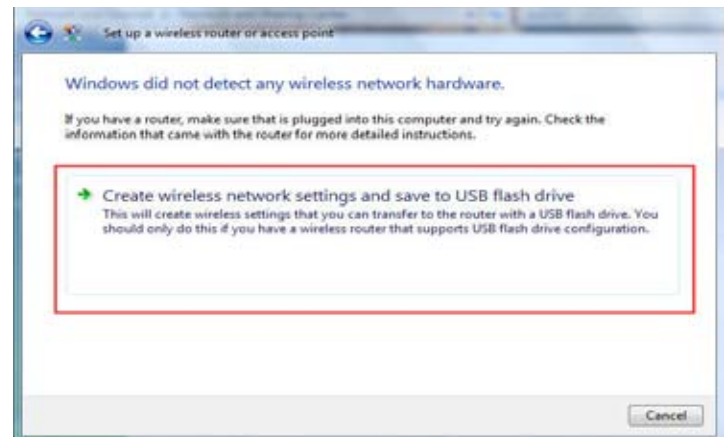 Set up a wireless router or access point
Windows did not detect any wireless network hardware.
If you have a router, make sure that is plugged into this computer and try again. Check the
information that came with the router for more detailed instructions.
Create wireless network settings and save to USB flash drive
This will create wireless settings that you can transfer to the router with a USB flash drive. You
should only do this if you have a wireless router that supports USB flash drive configuration.
Cancel